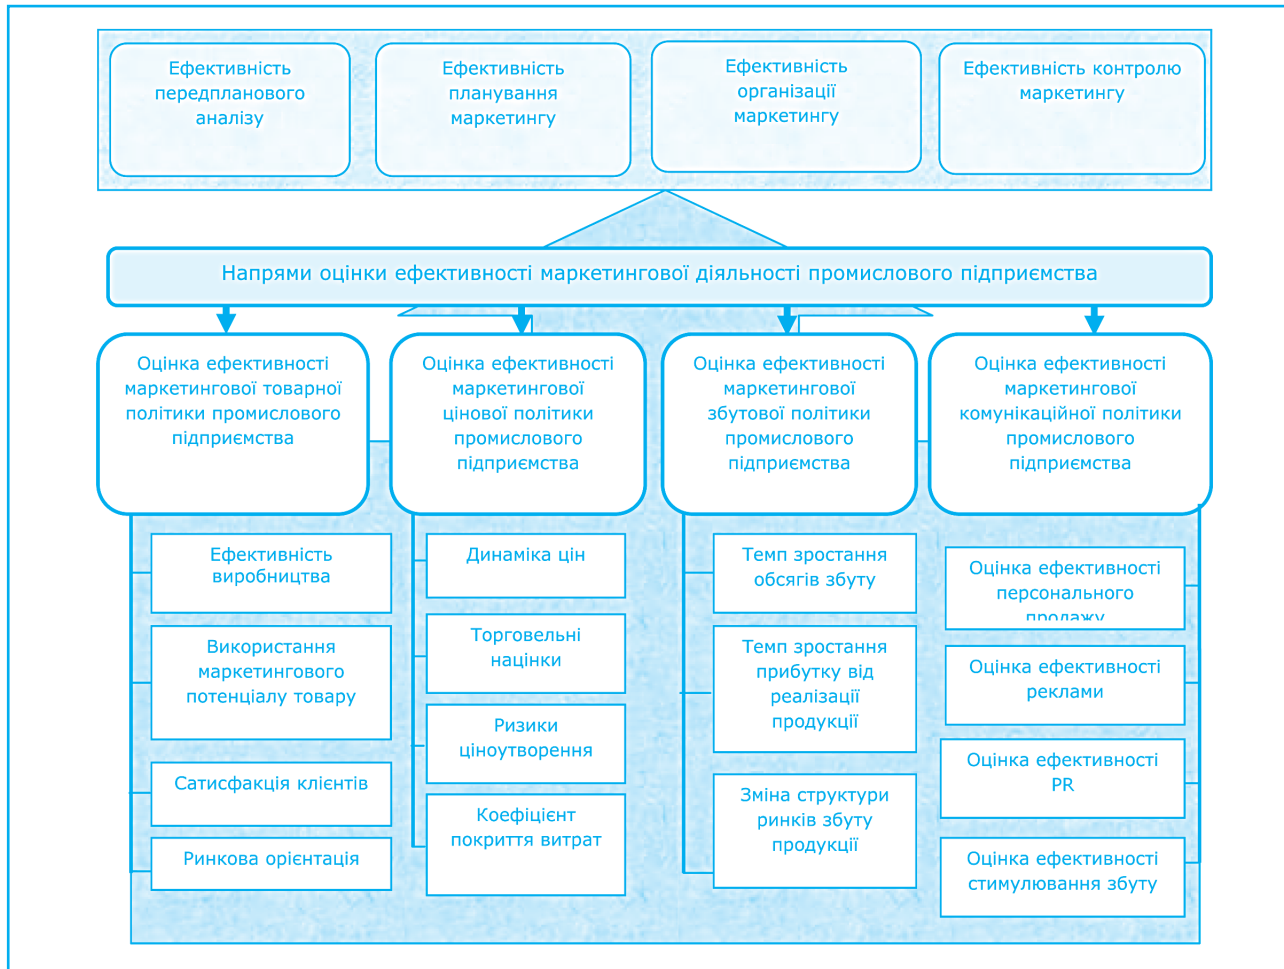 Ефективність
передпланового
аналізу
Ефективність
планування
маркетингу
Ефективність
організації
маркетингу
Ефективність контролю
маркетингу
Напрями оцінки ефективності маркетингової діяльності промислового підприємства
Оцінка ефективності
маркетингової товарної
політики промислового
підприємства
Оцінка ефективності
маркетингової
цінової політики
промислового
підприємства
Оцінка ефективності
маркетингової
збутової політики
промислового
підприємства
Оцінка ефективності
маркетингової
комунікаційної політики
промислового
підприємства
Ефективність
виробництва
Використання
маркетингового
потенціалу товару
Сатисфакція клієнтів
Ринкова орієнтація
Динаміка цін
Торговельні
націнки
Ризики
ціноутворення
Коефіцієнт
покриття витрат
Темп зростання
обсягів збуту
Темп зростання
прибутку від
реалізації
продукції
Зміна структури
ринків збуту
продукції
Оцінка ефективності
персонального
продажу
Оцінка ефективності
реклами
Оцінка ефективності
PR
Оцінка ефективності
стимулювання збуту